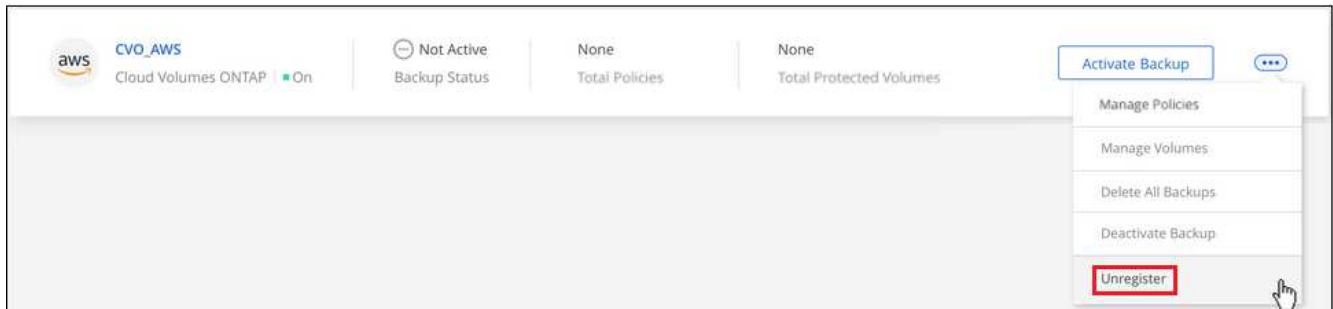 aws
CVO_AWS
Cloud Volumes ONTAP
On
Not Active
Backup Status
None
Total Policies
None
Total Protected Volumes
Activate Backup
Manage Policies
Manage Volumes
Delete All Backups
Deactivate Backup
Unregister